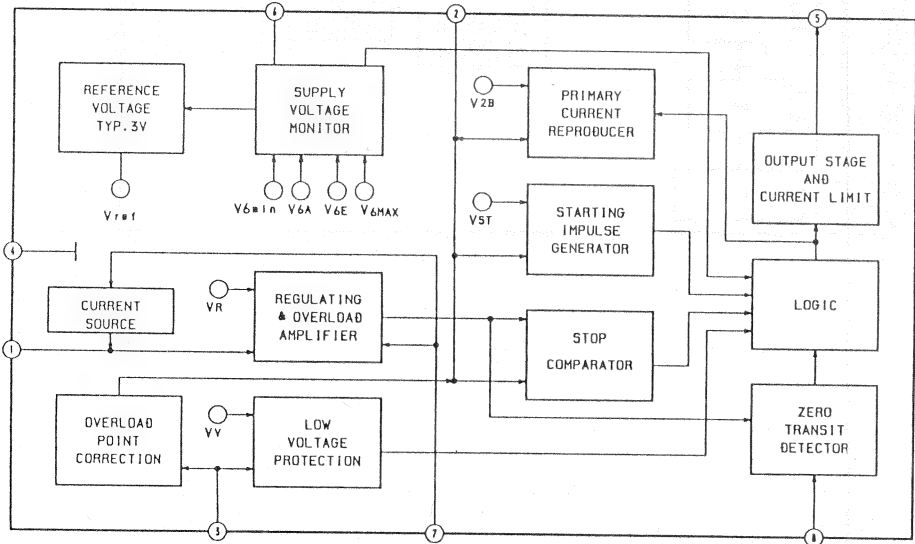 6
2
5
REFERENCE
VOLTAGE
TYP.3V
SUPPLY
VOLTAGE
MONITOR
V2B
PRIMARY
CURRENT
REPRODUCER
OUTPUT STAGE
AND
CURRENT LIMIT
Vref
V6min
V6A
V6E
V6MAX
VST
STARTING
IMPULSE
GENERATOR
4
CURRENT
SOURCE
VR
REGULATING
& OVERLOAD
AMPLIFIER
LOGIC
1
STOP
COMPARATOR
OVERLOAD
POINT
CORRECTION
VV
LOW
VOLTAGE
PROTECTION
ZERO
TRANSIT
DETECTOR
3
7
8